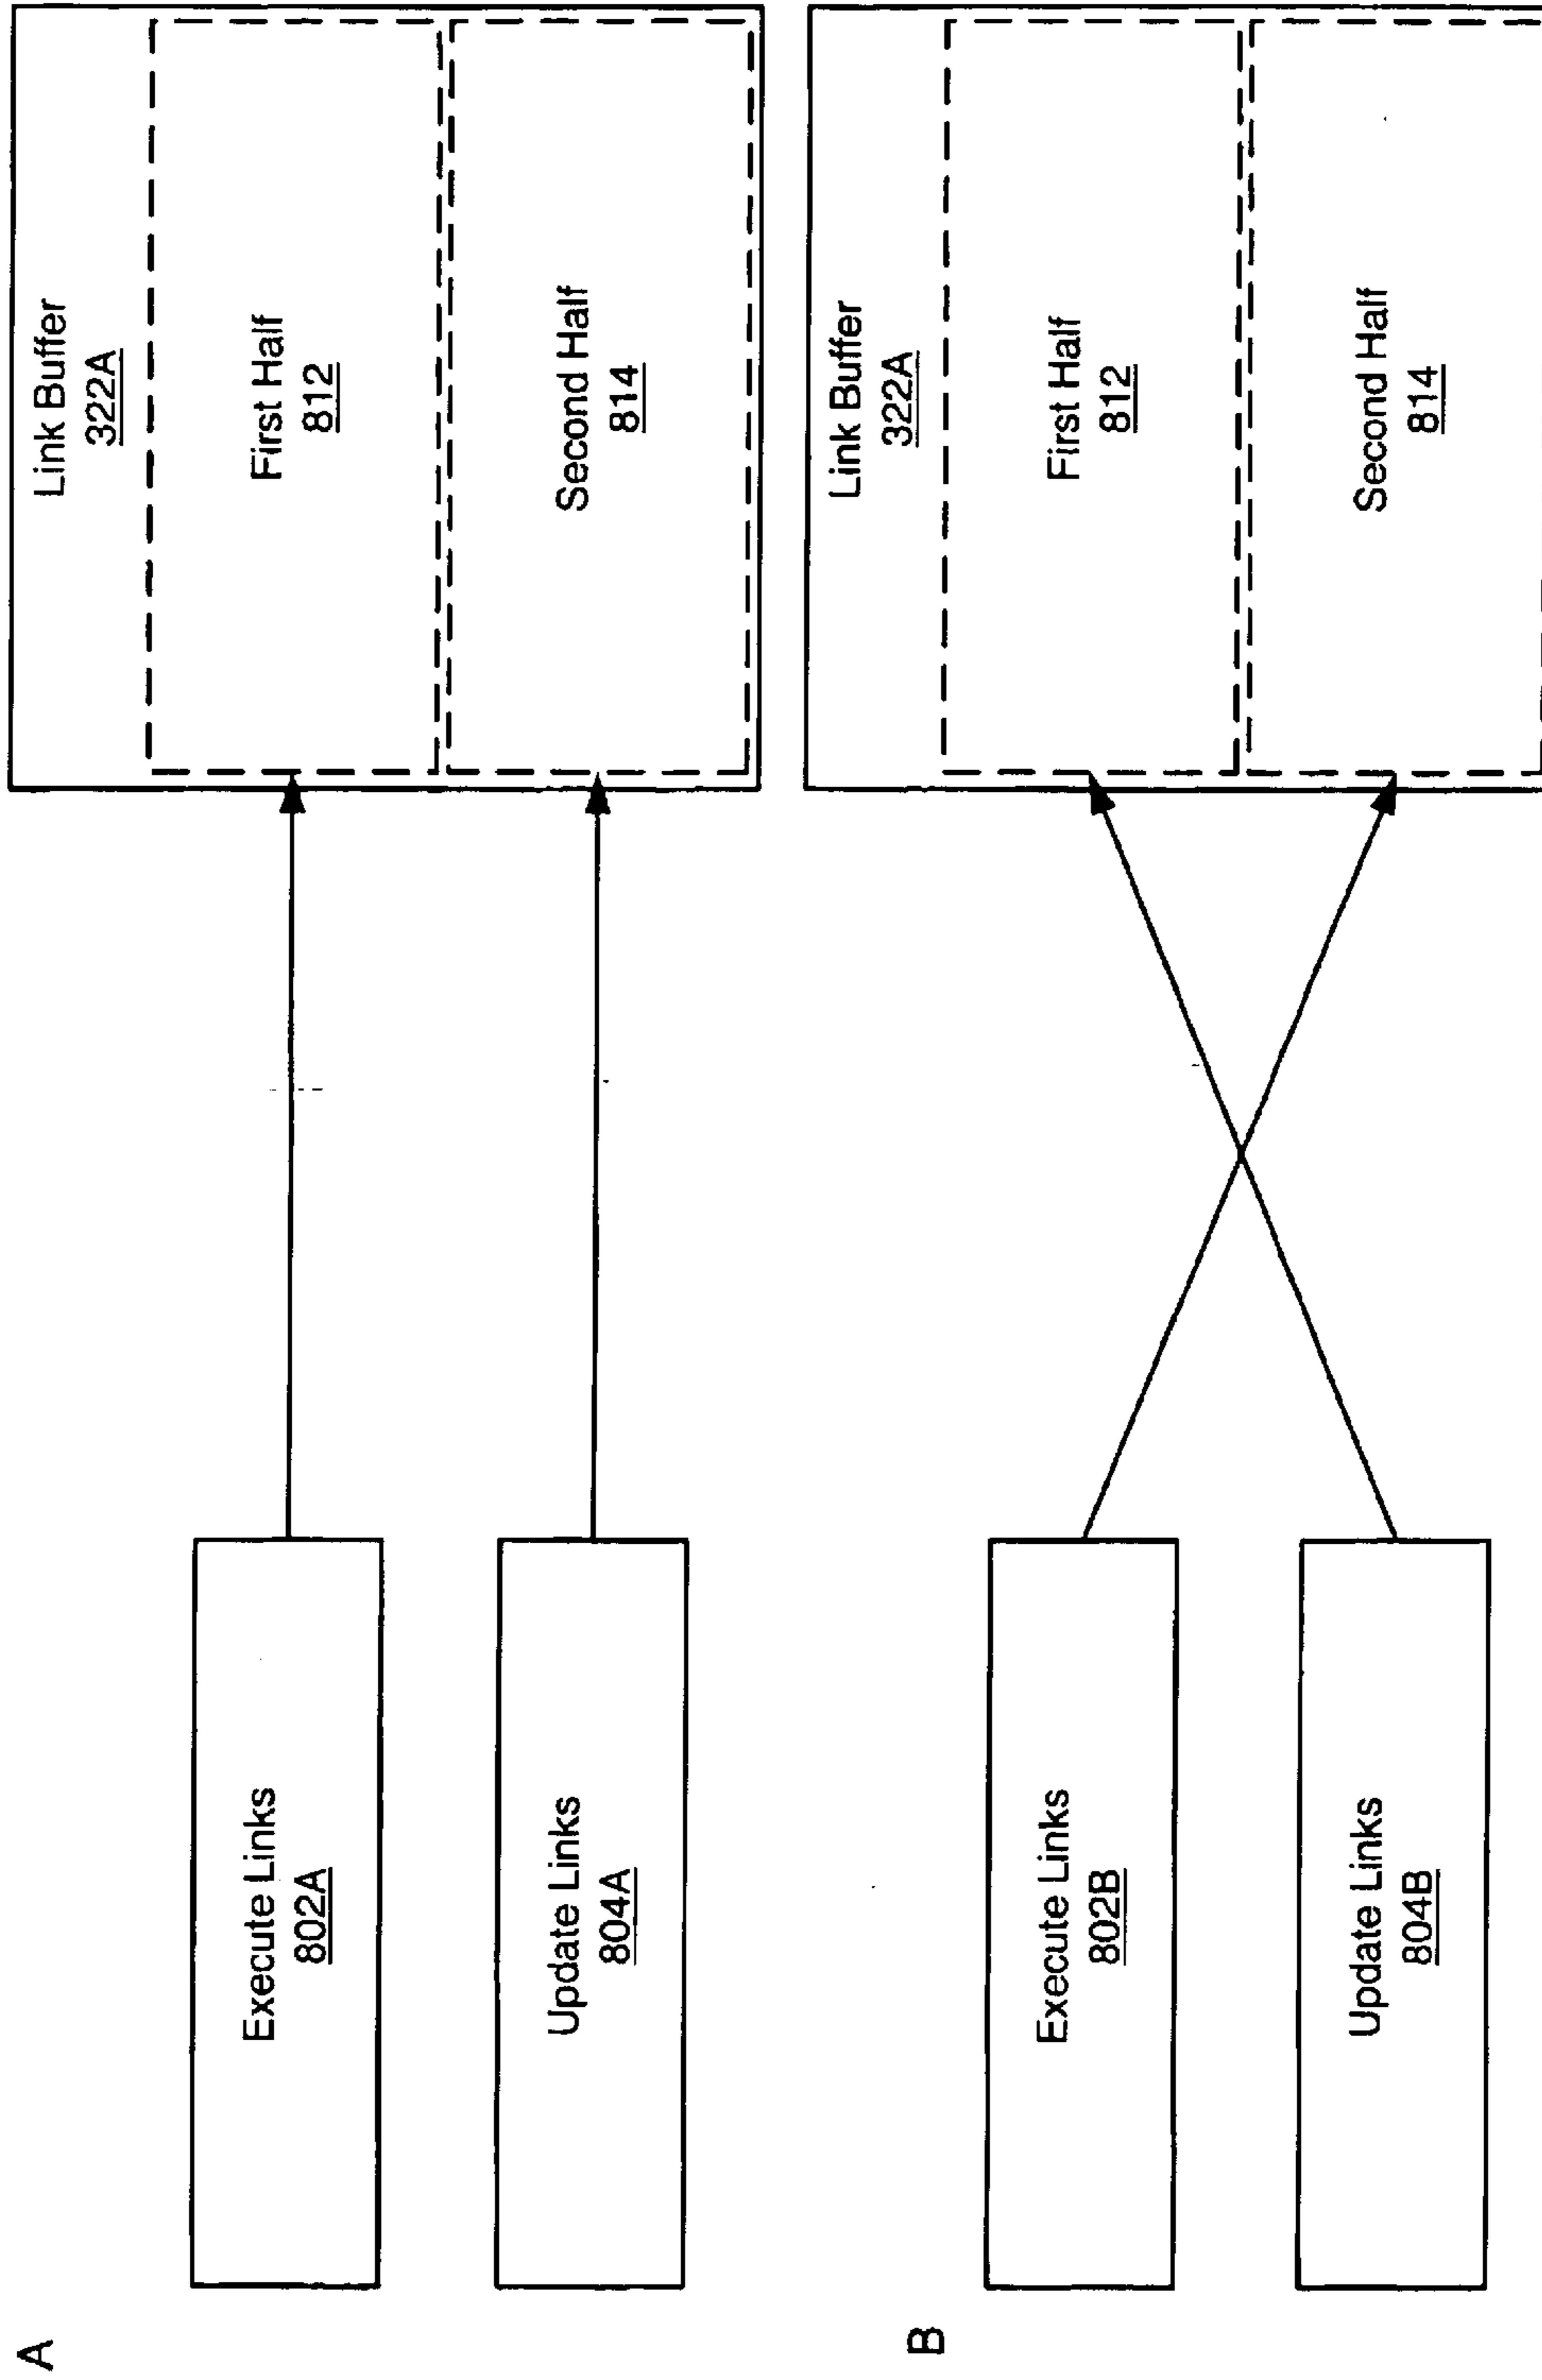 A
Execute Links
802A
Update Links
804A
Link Buffer
322A
First Half
812
Second Half
814
B
Execute Links
802B
Update Links
804B
Link Buffer
322A
First Half
812
Second Half
814